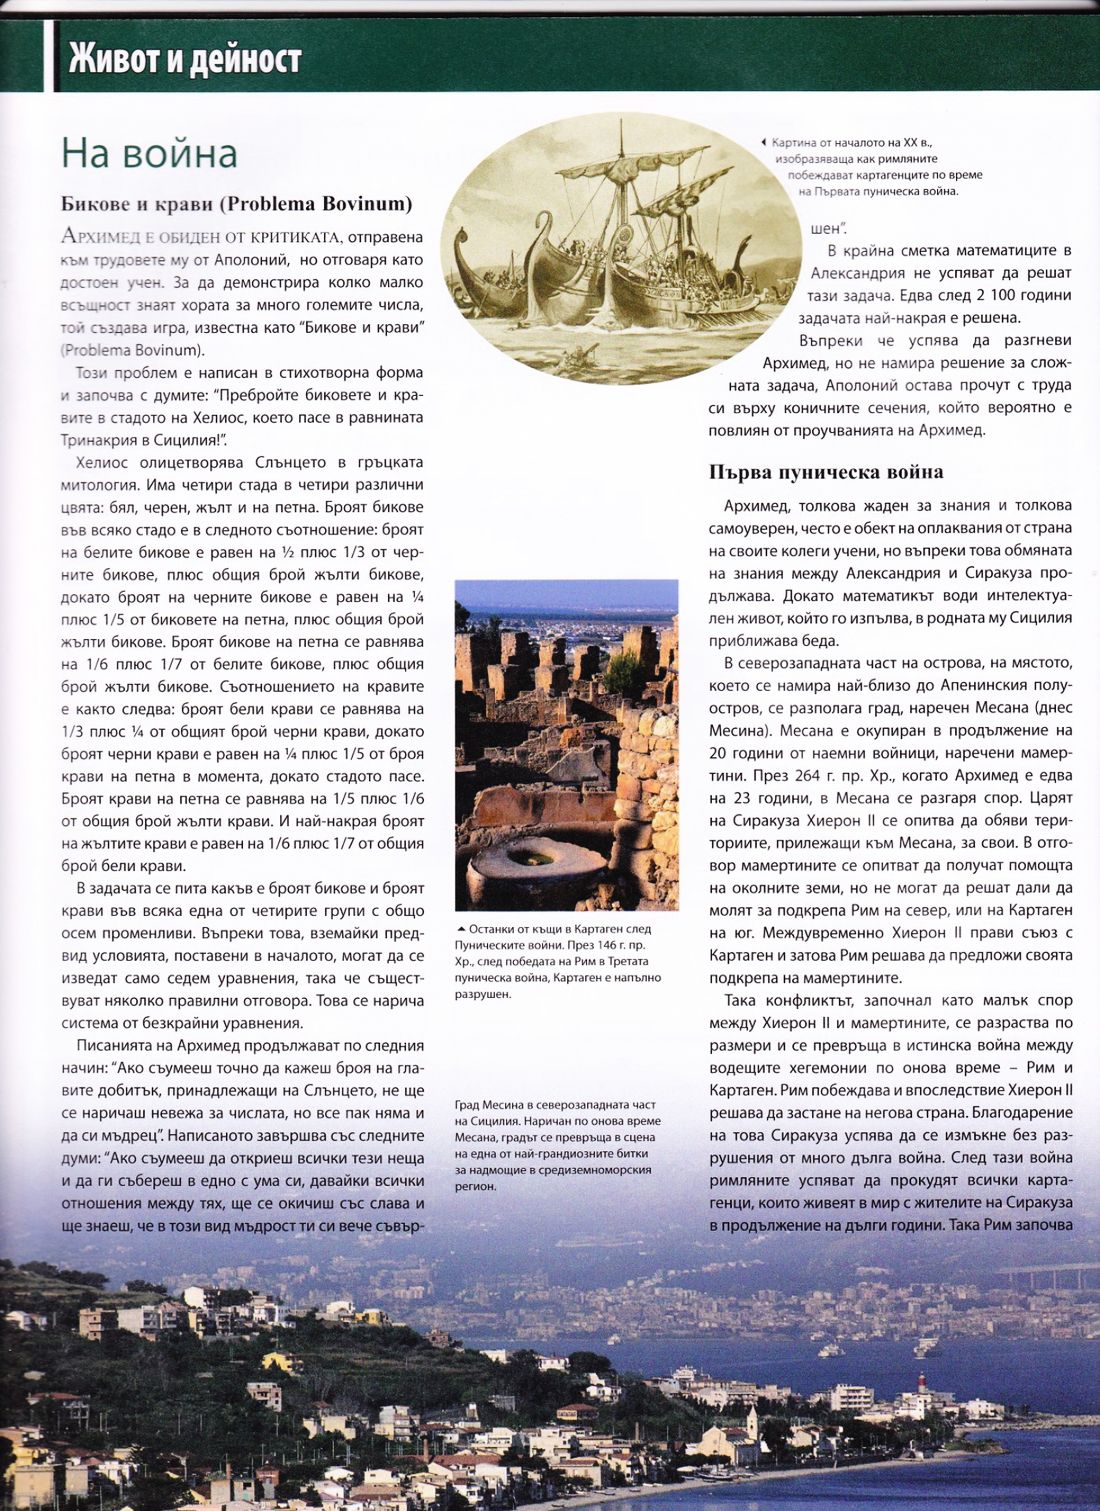 Живот и дейност
На война
Бикове и крави (Problema Bovinum)
Архимед е обиден от критиката, отправена
към трудовете му от Аполоний, но отговаря като
достоен учен. За да демонстрира колко малко
всъщност знаят хората за много големите числа,
той създава игра, известна като “Бикове и крави”
(Problema Bovinum).
Този проблем е написан в стихотворна форма
и започва с думите: “Пребройте биковете и кра-
вите в стадото на Хелиос, което пасе в равнината
Тринакрия в Сицилия!”.
Хелиос олицетворява Слънцето в гръцката
митология. Има четири стада в четири различни
цвята: бял, черен, жълт и на петна. Броят бикове
във всяко стадо е в следното съотношение: броят
на белите бикове е равен на ½ плюс 1/3 от чер-
ните бикове, плюс общия брой жълти бикове,
докато броят на черните бикове е равен на ¼
плюс 1/5 от биковете на петна, плюс общия брой
жълти бикове. Броят бикове на петна се равнява
на 1/6 плюс 1/7 от белите бикове, плюс общия
брой жълти бикове. Съотношението на кравите
е както следва: броят бели крави се равнява на
1/3 плюс ¼ от общият брой черни крави, докато
броят черни крави е равен на ¼ плюс 1/5 от броя
крави на петна в момента, докато стадото пасе.
Броят крави на петна се равнява на 1/5 плюс 1/6
от общия брой жълти крави. И най-накрая броят
на жълтите крави е равен на 1/6 плюс 1/7 от общия
брой бели крави.
В задачата се пита какъв е броят бикове и броят
крави във всяка една от четирите групи с общо
осем променливи. Въпреки това, вземайки пред-
вид условията, поставени в началото, могат да се
изведат само седем уравнения, така че същест-
вуват няколко правилни отговора. Това се нарича
система от безкрайни уравнения.
Писанията на Архимед продължават по следния
начин: “Ако съумееш точно да кажеш броя на гла-
вите добитък, принадлежащи на Слънцето, не ще
се наричаш невежа за числата, но все пак няма и
да си мъдрец”. Написаното завършва със следните
думи: “Ако съумееш да откриеш всички тези неща
и да ги събереш в едно с ума си, давайки всички
отношения между тях, ще се окичиш със слава и
ще знаеш, че в този вид мъдрост ти си вече съвър-
Картина от началото на XX в.,
изобразяваща как римляните
побеждават картагенците по време
на Първата пуническа война.
шен”.
В крайна сметка математиците в
Александрия не успяват да решат
тази задача. Едва след 2 100 години
задачата най-накрая е решена.
Въпреки че успява да разгневи
Архимед, но не намира решение за слож-
ната задача, Аполоний остава прочут с труда
си върху коничните сечения, който вероятно е
повлиян от проучванията на Архимед.
Първа пуническа война
Архимед, толкова жаден за знания и толкова
самоуверен, често е обект на оплаквания от страна
на своите колеги учени, но въпреки това обмяната
на знания между Александрия и Сиракуза про-
дължава. Докато математикът води интелектуа-
лен живот, който го изпълва, в родната му Сицилия
приближава беда.
В северозападната част на острова, на мястото,
което се намира най-близо до Апенинския полу-
остров, се разполага град, наречен Месана (днес
Месина). Месана е окупиран в продължение на
20 години от наемни войници, наречени мамер-
тини. През 264 г. пр. Хр., когато Архимед е едва
на 23 години, в Месана се разгаря спор. Царят
на Сиракуза Хиерон II се опитва да обяви тери-
ториите, прилежащи към Месана, за свои. В отго-
вор мамертините се опитват да получат помощта
на околните земи, но не могат да решат дали да
молят за подкрепа Рим на север, или на Картаген
на юг. Междувременно Хиерон II прави съюз с
Картаген и затова Рим решава да предложи своята
подкрепа на мамертините.
Така конфликтът, започнал като малък спор
между Хиерон II и мамертините, се разраства по
размери и се превръща в истинска война между
водещите хегемонии по онова време – Рим и
Картаген. Рим побеждава и впоследствие Хиерон II
решава да застане на негова страна. Благодарение
на това Сиракуза успява да се измъкне без раз-
рушения от много дълга война. След тази война
римляните успяват да прокудят всички карта-
генци, които живеят в мир с жителите на Сиракуза
в продължение на дълги години. Така Рим започва
Останки от къщи в Картаген след
Пуническите войни. През 146 г. пр.
Хр., след победата на Рим в Третата
пуническа война, Картаген е напълно
разрушен.
Град Месина в северозападната част
на Сицилия. Наричан по онова време
Месана, градът се превръща в сцена
на една от най-грандиозните битки
за надмощие в средиземноморския
регион.